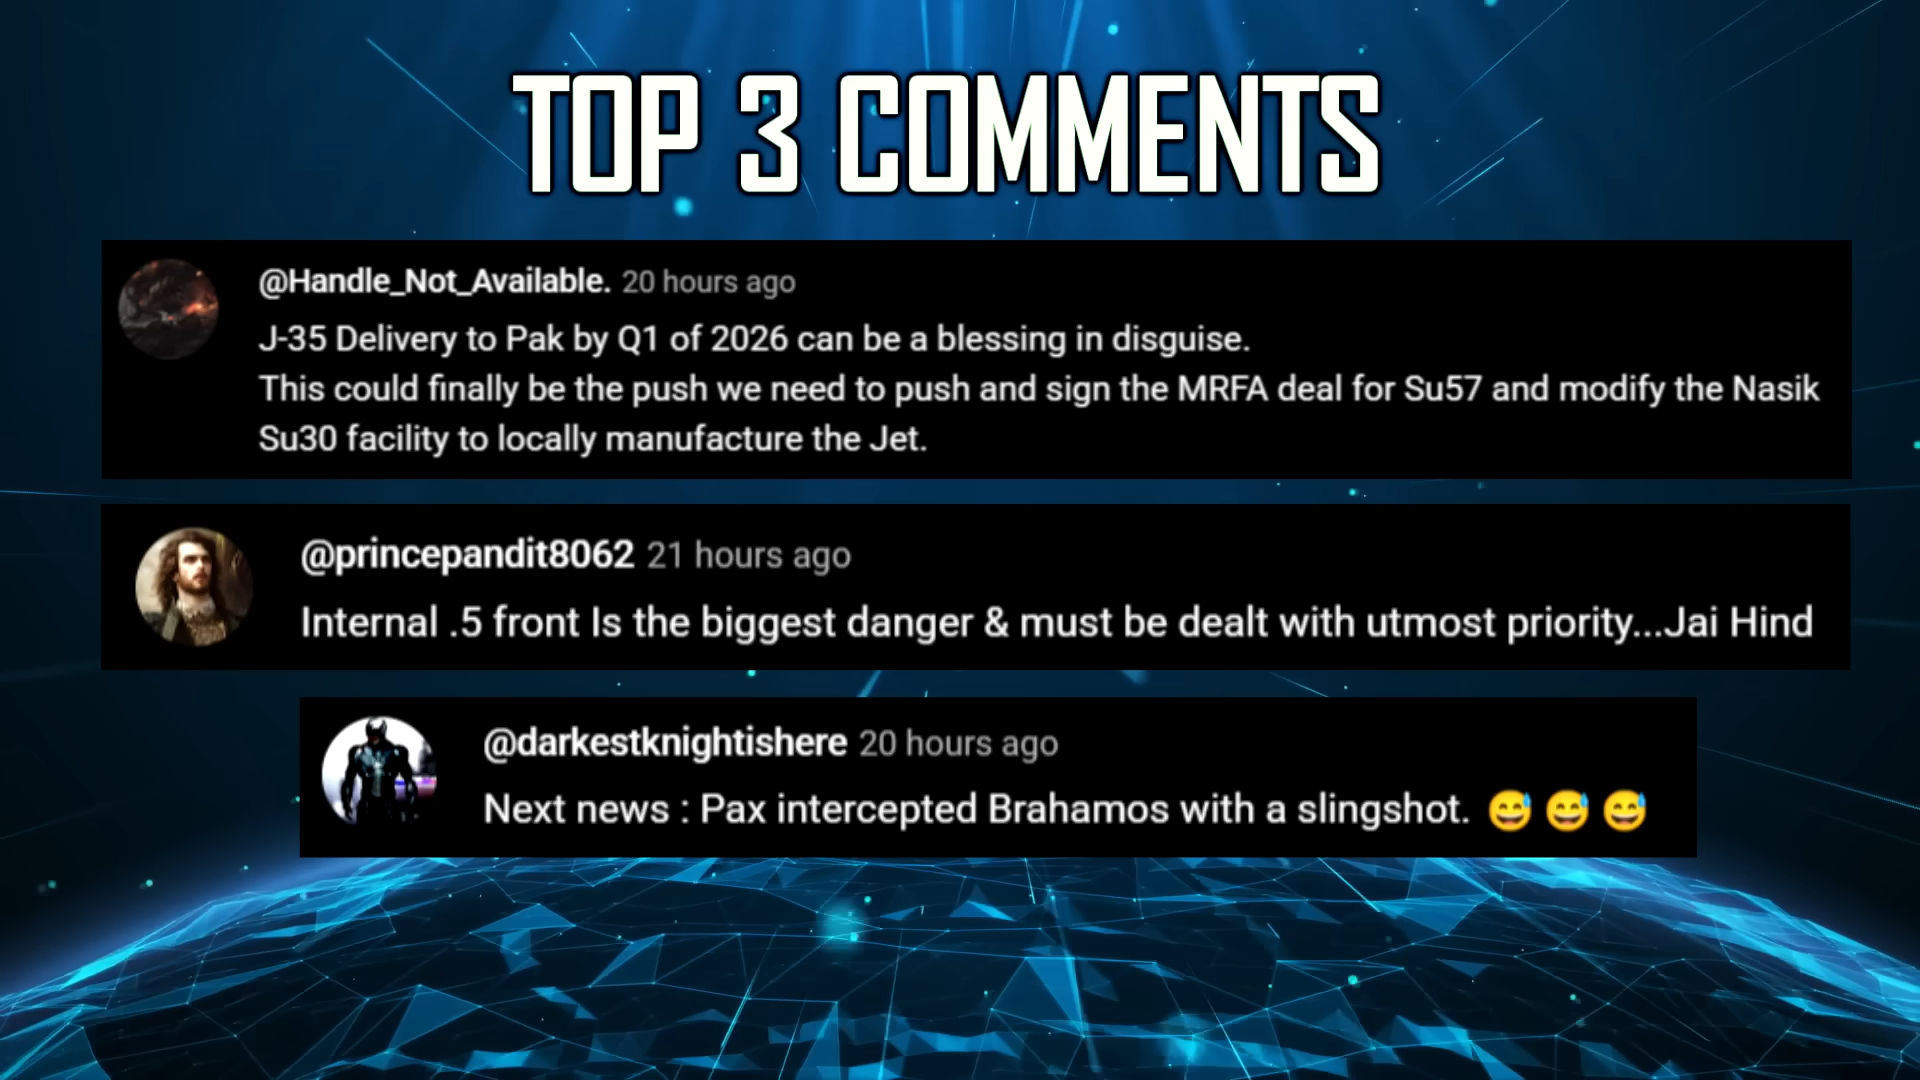 TOP 3 COMMENTS
@Handle_Not_Available. 20 hours ago
J-35 Delivery to Pak by Q1 of 2026 can be a blessing in disguise.
This could finally be the push we need to push and sign the MRFA deal for Su57 and modify the Nasik
Su30 facility to locally manufacture the Jet.
@princepandit8062 21 hours ago
Internal .5 front Is the biggest danger & must be dealt with utmost priority...Jai Hind
@darkestknightishere 20 hours ago
Next news : Pax intercepted Brahamos with a slingshot. 😅 😅 😅